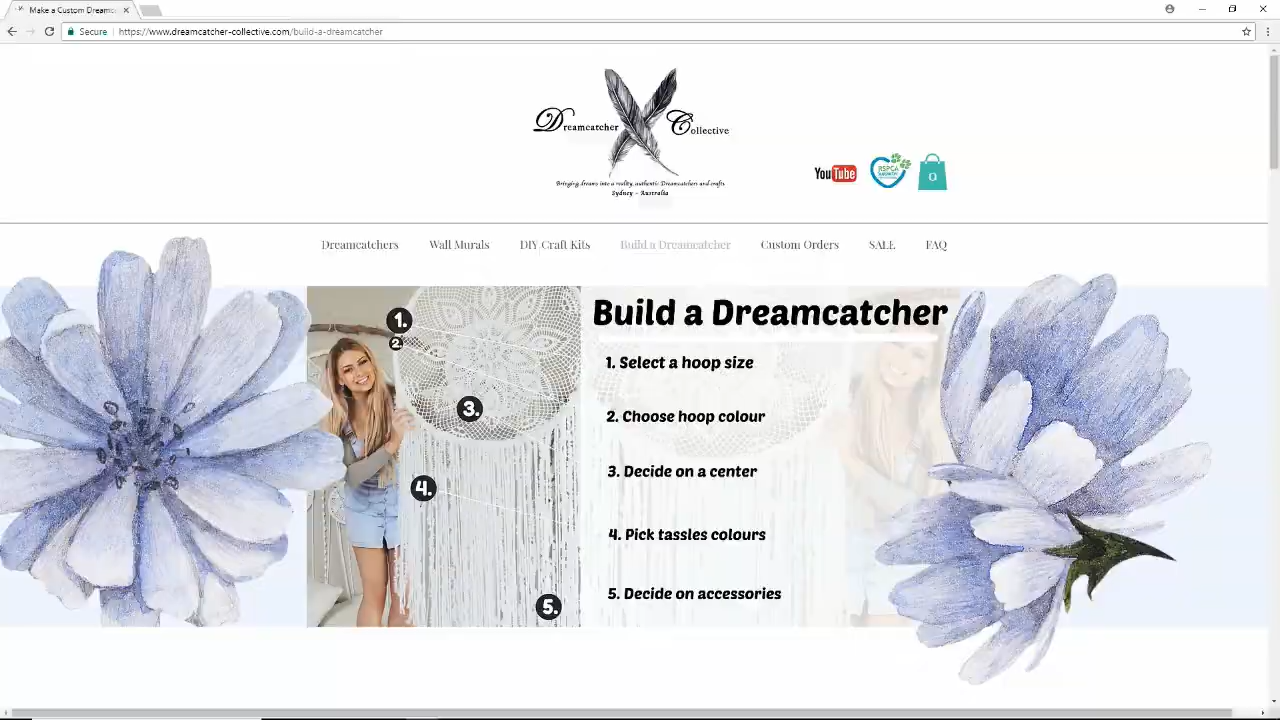 Make a Custom Dreamc
Secure
https://www.dreamcatcher-collective.com/build-a-dreamcatcher
Dreamcatcher Collective
Bringing dreams into a reality, authentic Dreamcatchers and crafts
Sydney - Australia
YouTube
RSPCA
0
Dreamcatchers
Wall Murals
DIY Craft Kits
Build a Dreamcatcher
Custom Orders
SALE
FAQ
1.
2.
3.
4.
5.
Build a Dreamcatcher
1. Select a hoop size
2. Choose hoop colour
3. Decide on a center
4. Pick tassles colours
5. Decide on accessories